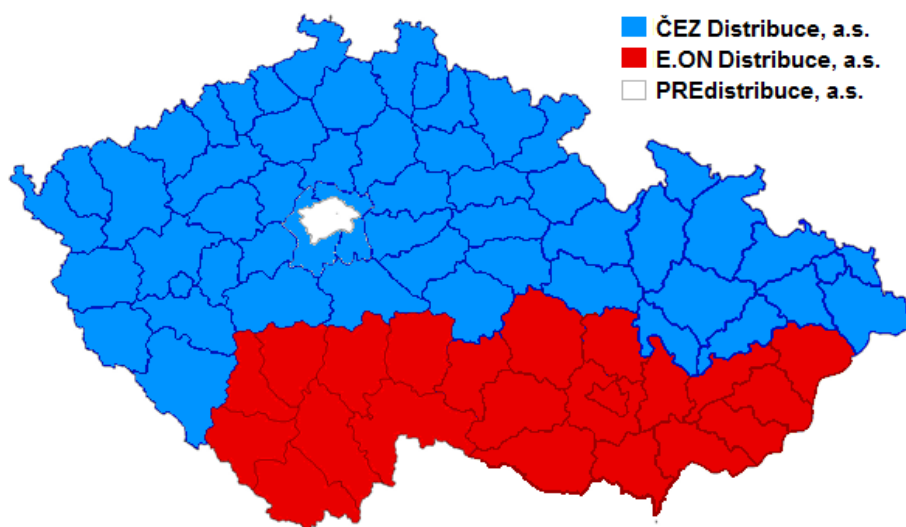 ČEZ Distribuce, a.s.
E.ON Distribuce, a.s.
PREdistribuce, a.s.